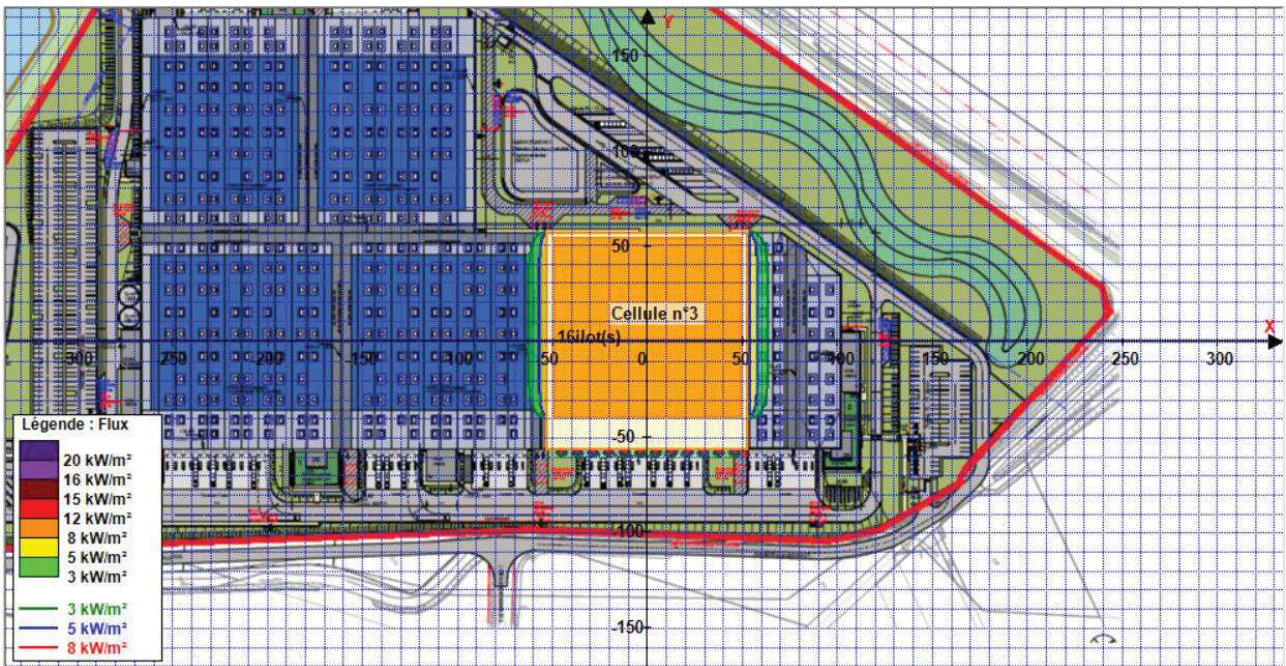 Y
150
100
50
Cellule n°3
16ilot(s)
X
300
250
200
150
100
50
0
50
100
150
200
250
300
-50
-100
-150
Légende : Flux
20 kW/m²
16 kW/m²
15 kW/m²
12 kW/m²
8 kW/m²
5 kW/m²
3 kW/m²
3 kW/m²
5 kW/m²
8 kW/m²